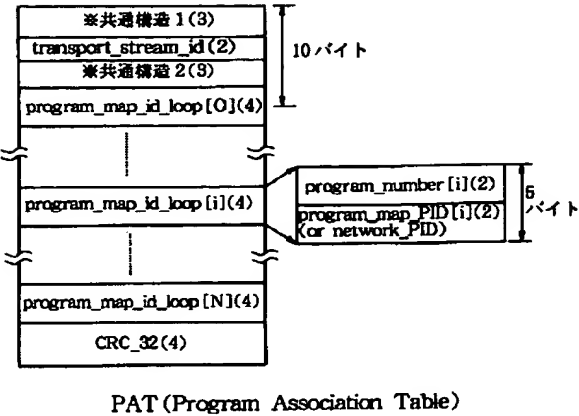 ※共通構造1(3)
transport_stream_id(2)
※共通構造2(3)
program_map_id_loop[O](4)
10バイト
program_map_id_loop[i](4)
program_number[i](2)
program_map_PID[i](2)
(or network_PID)
5
バイト
program_map_id_loop[N](4)
CRC_32(4)
PAT(Program Association Table)